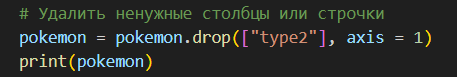 # Удалить ненужные столбцы или строчки
pokemon = pokemon.drop(["type2"], axis = 1)
print(pokemon)